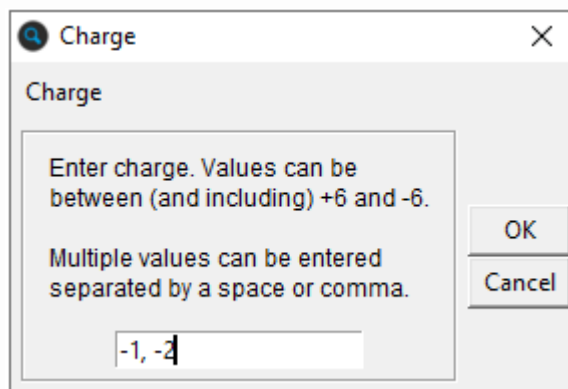 Charge
Charge
Enter charge. Values can be
between (and including) +6 and -6.
Multiple values can be entered
separated by a space or comma.
-1, -2
OK
Cancel